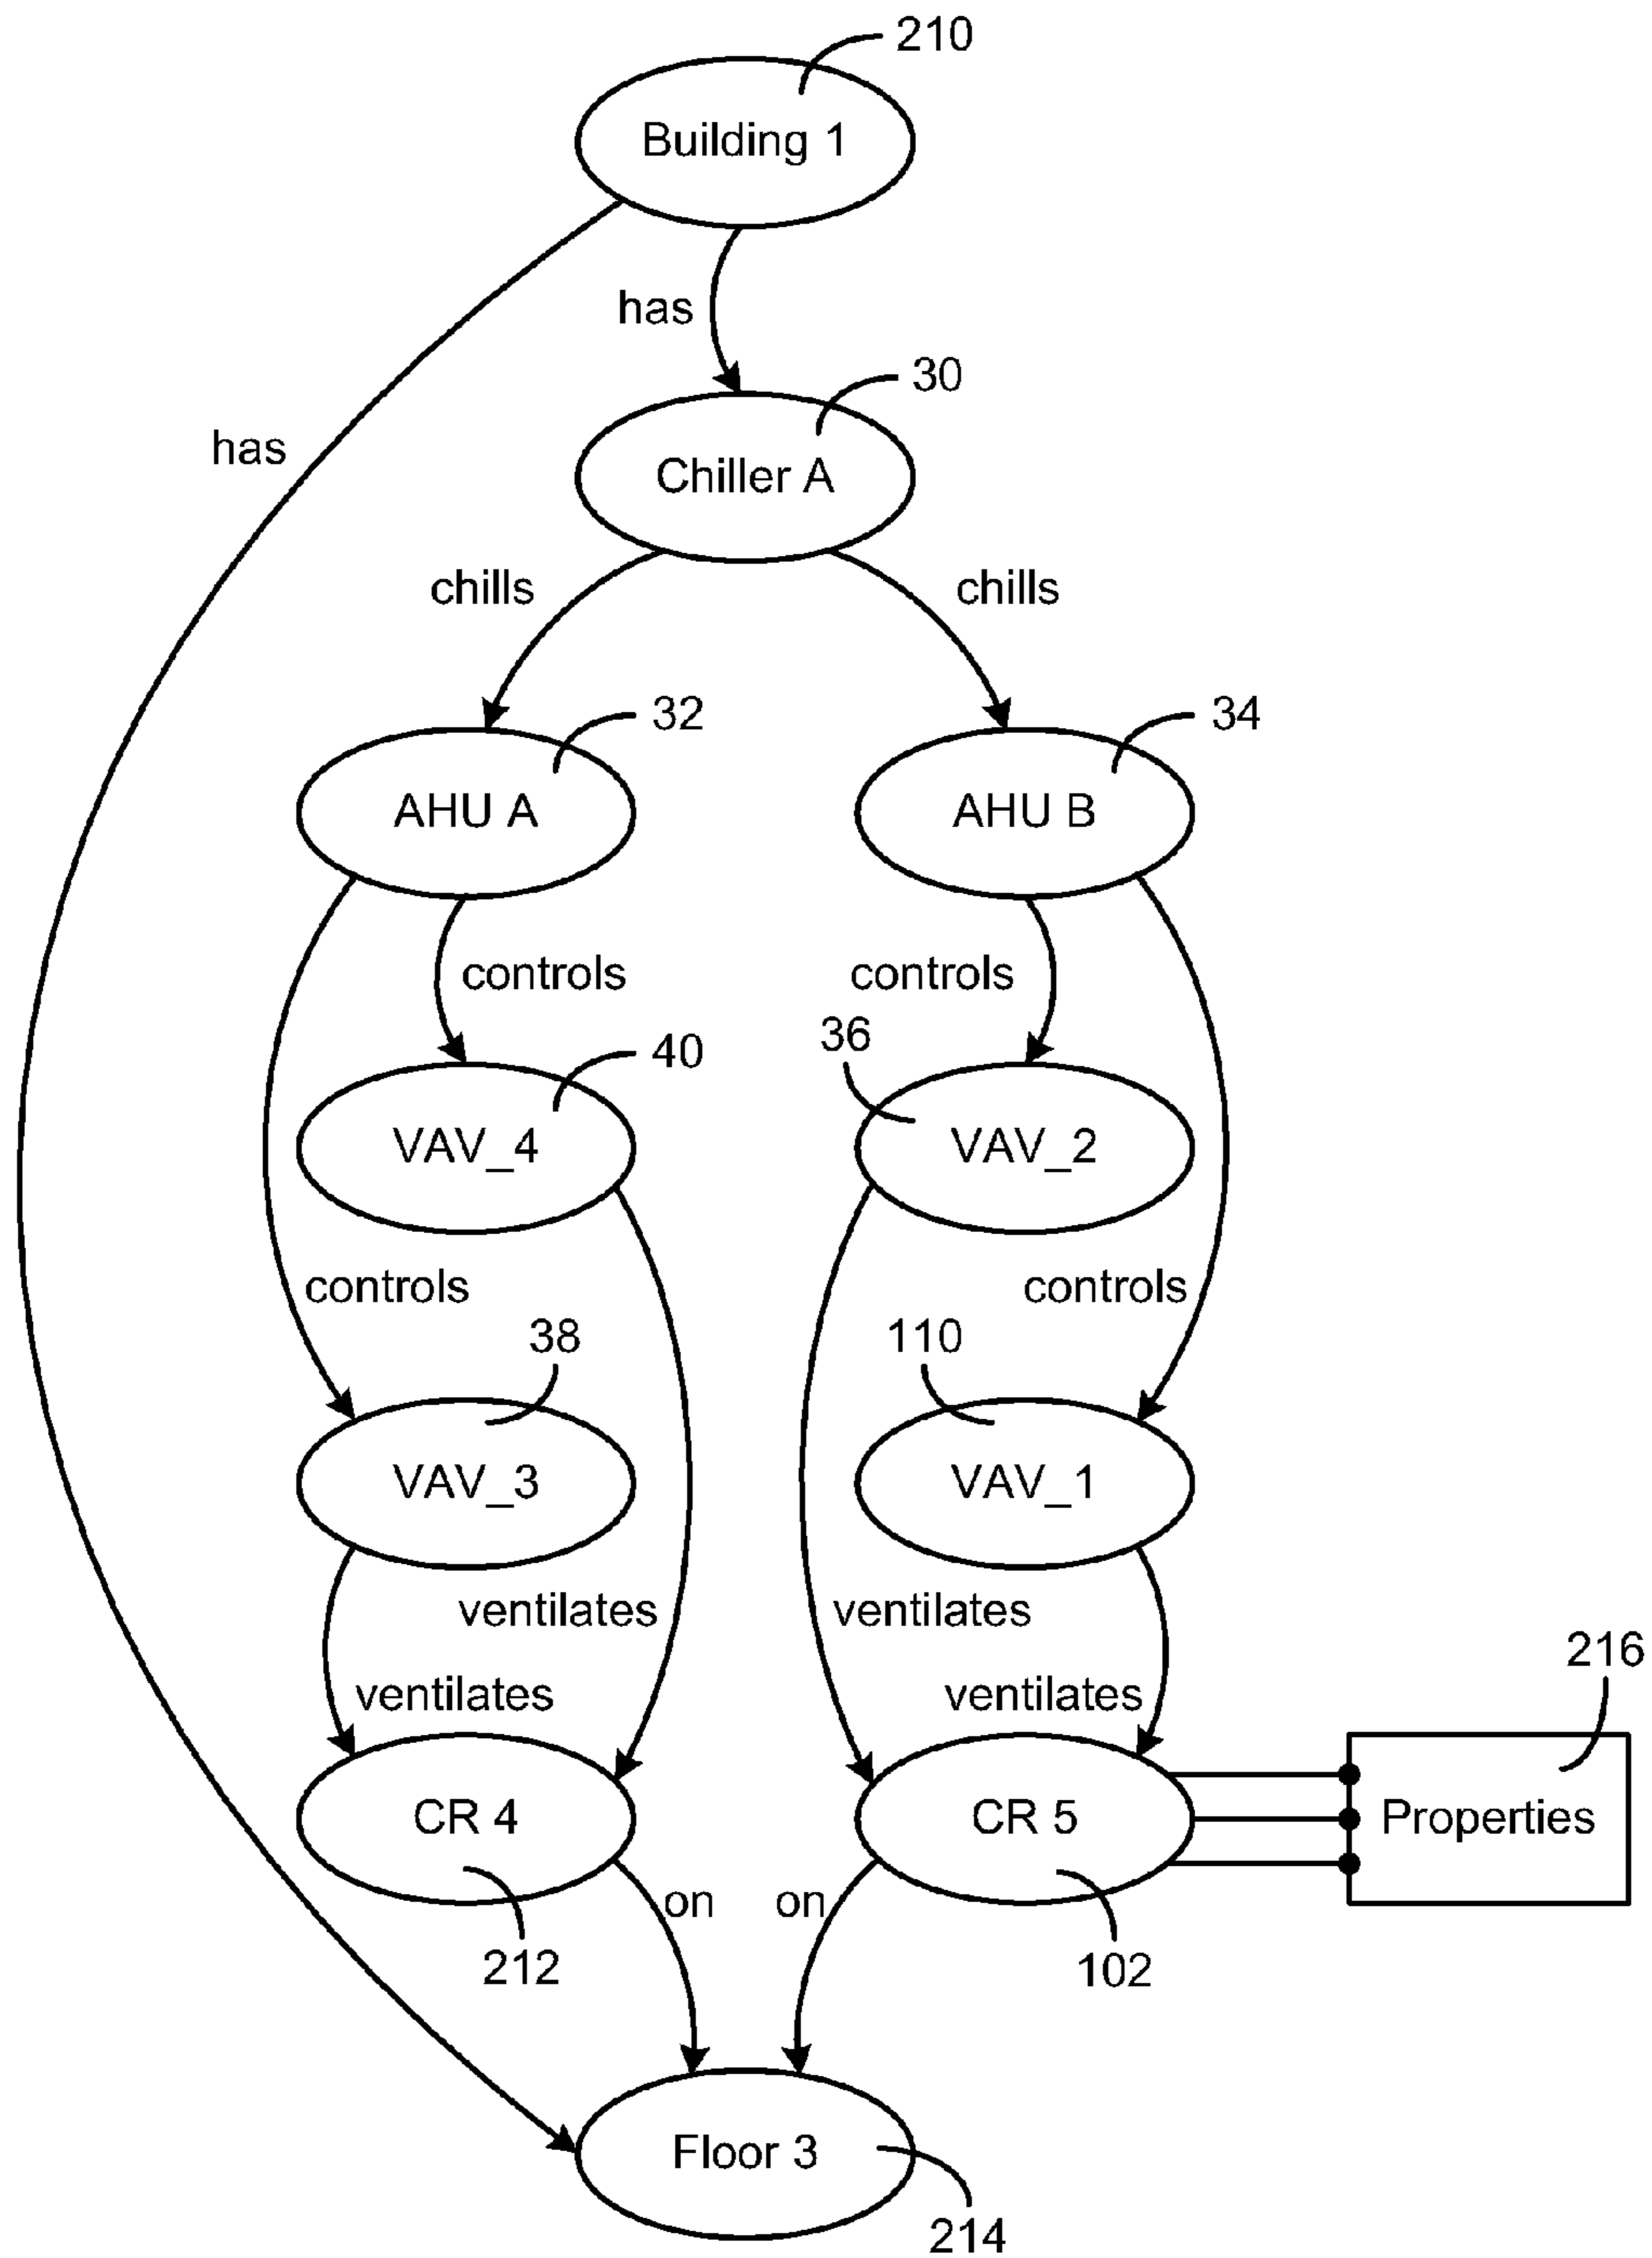 210
Building 1
has
30
has
Chiller A
chills
chills
32
34
AHU A
AHU B
controls
controls
36
40
VAV_4
VAV_2
controls
controls
38
110
VAV_3
VAV_1
ventilates
ventilates
216
ventilates
ventilates
CR 4
CR 5
Properties
on
on
212
102
Floor 3
214